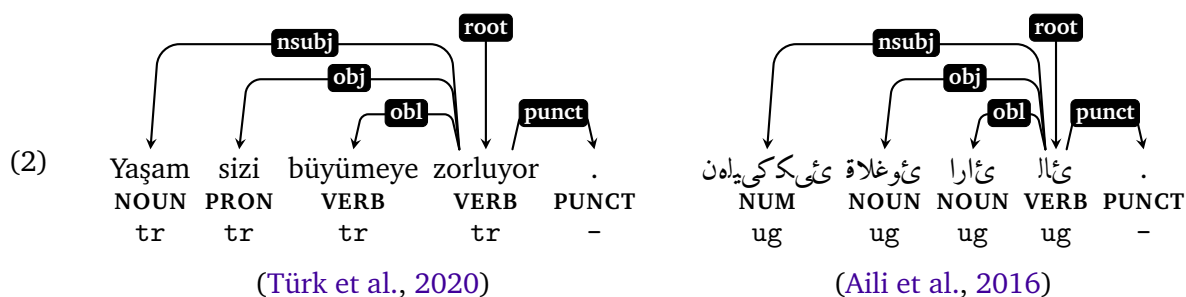 nsubj root obj obl punct nsubj root obj obl punct
(2) Yaşam sizi büyümeye zorluyor . ئىككىيلەن ئوغلاق ئارا ئال .
NOUN PRON VERB VERB PUNCT NUM NOUN NOUN VERB PUNCT
tr tr tr tr – ug ug ug ug –
(Türk et al., 2020) (Aili et al., 2016)